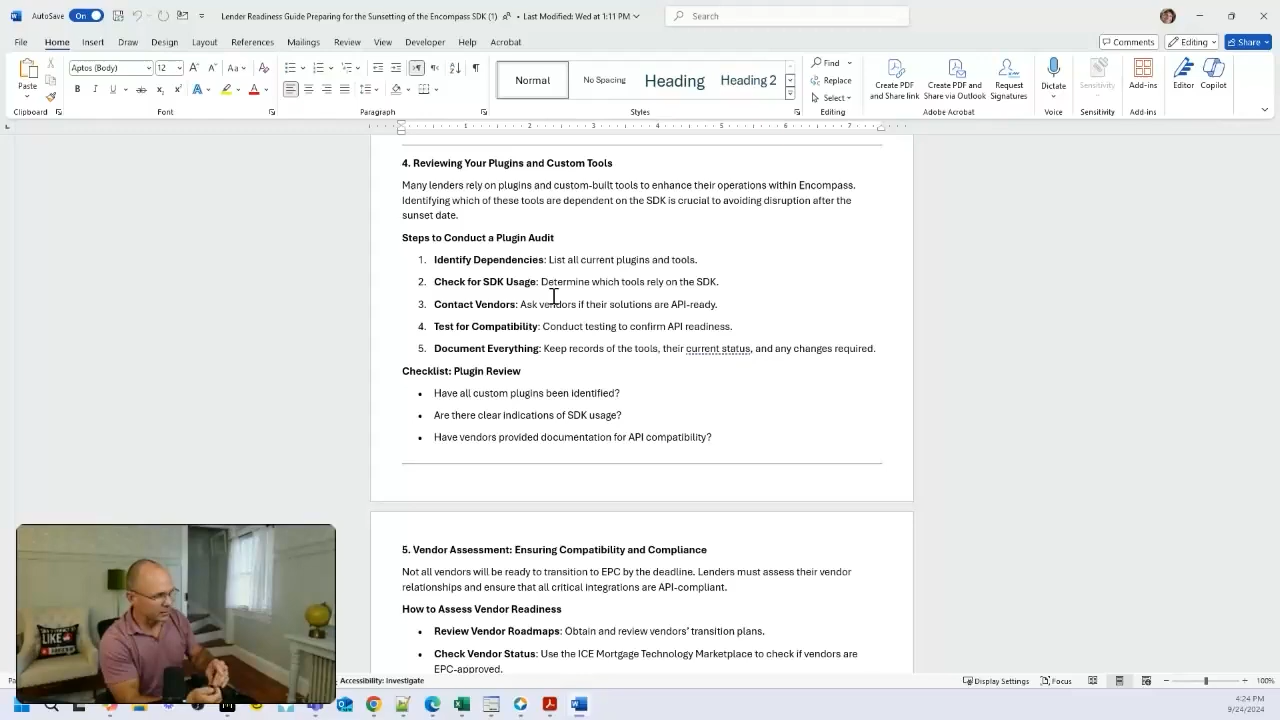 AutoSave On Lender Readiness Guide Preparing for the Sunsetting of the Encompass SDK (1) • Last Modified: Wed at 1:11 PM Search
File Home Insert Draw Design Layout References Mailings Review View Developer Help Acrobat Comments Editing Share
Aptos (Body) 12 Normal No Spacing Heading Heading 2 Find Replace Select
Paste Create PDF and Share link Create PDF and Share via Outlook Request Signatures Dictate Sensitivity Add-ins Editor Copilot
Clipboard Font Paragraph Styles Editing Adobe Acrobat Voice Sensitivity Add-ins
1 2 3 4 5 6 7
4. Reviewing Your Plugins and Custom Tools
Many lenders rely on plugins and custom-built tools to enhance their operations within Encompass.
Identifying which of these tools are dependent on the SDK is crucial to avoiding disruption after the
sunset date.
Steps to Conduct a Plugin Audit
1. Identify Dependencies: List all current plugins and tools.
2. Check for SDK Usage: Determine which tools rely on the SDK.
3. Contact Vendors: Ask vendors if their solutions are API-ready.
4. Test for Compatibility: Conduct testing to confirm API readiness.
5. Document Everything: Keep records of the tools, their current status, and any changes required.
Checklist: Plugin Review
• Have all custom plugins been identified?
• Are there clear indications of SDK usage?
• Have vendors provided documentation for API compatibility?
5. Vendor Assessment: Ensuring Compatibility and Compliance
Not all vendors will be ready to transition to EPC by the deadline. Lenders must assess their vendor
relationships and ensure that all critical integrations are API-compliant.
How to Assess Vendor Readiness
• Review Vendor Roadmaps: Obtain and review vendors' transition plans.
• Check Vendor Status: Use the ICE Mortgage Technology Marketplace to check if vendors are
EPC-approved.
LIKE
Accessibility: Investigate Display Settings Focus 100%
4:24 PM
9/24/2024